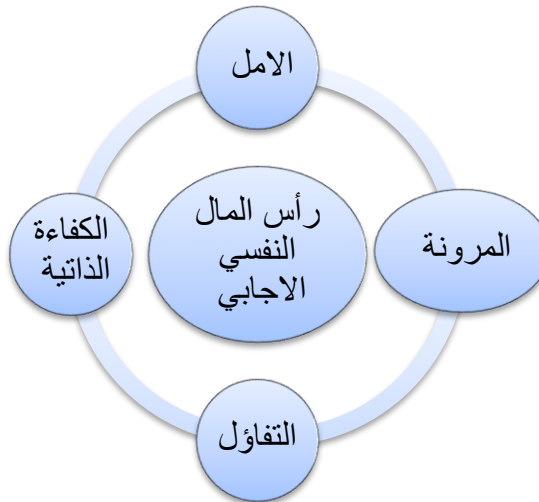 الامل
رأس المال
النفسي
الاجابي
المرونة
الكفاءة
الذاتية
التفاؤل